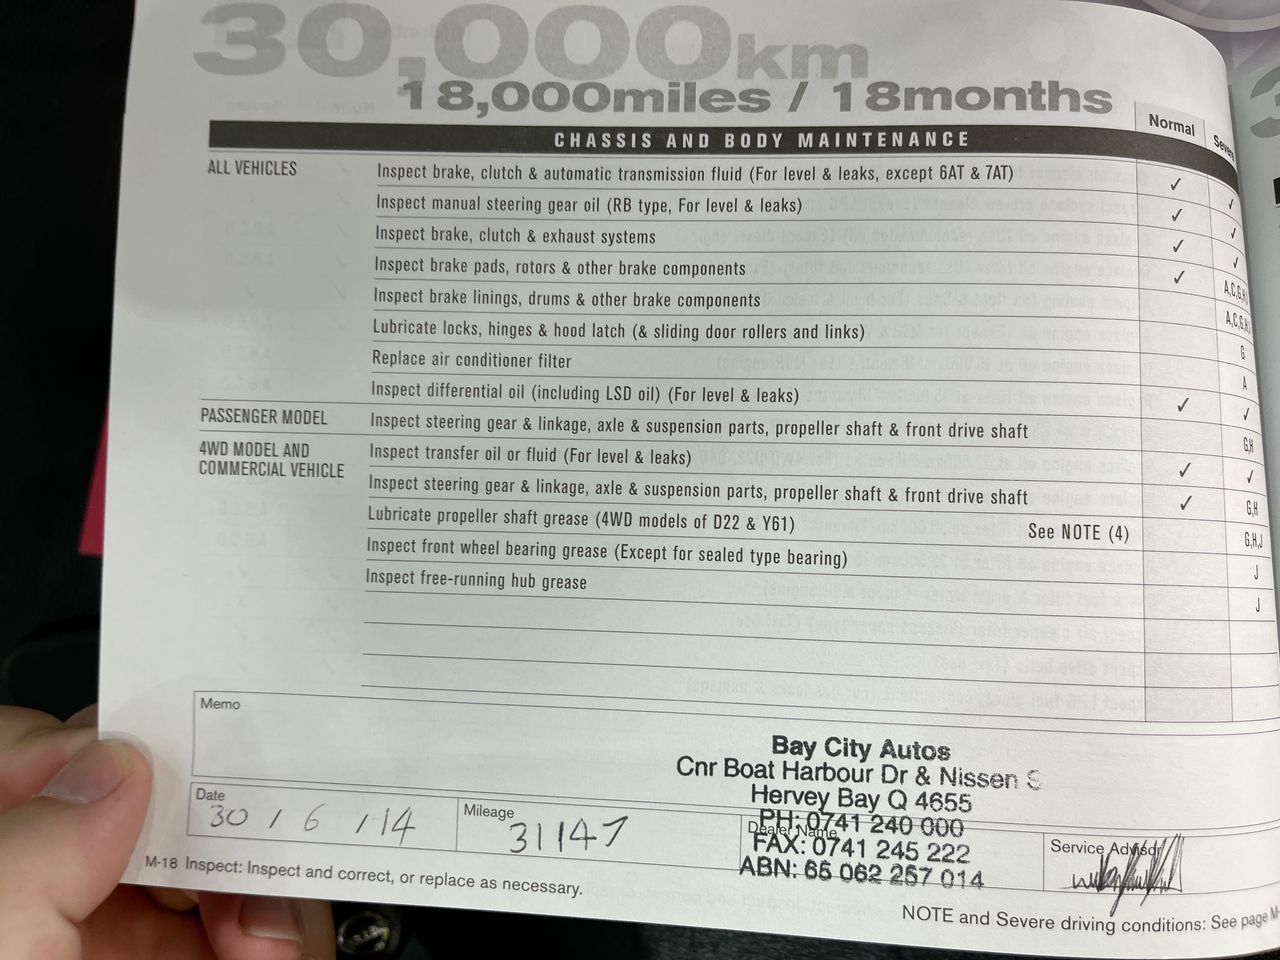 30,000km
18,000miles / 18months
CHASSIS AND BODY MAINTENANCE Normal Severe
ALL VEHICLES Inspect brake, clutch & automatic transmission fluid (For level & leaks, except 6AT & 7AT) ✓ ✓
Inspect manual steering gear oil (RB type, For level & leaks) ✓ ✓
Inspect brake, clutch & exhaust systems ✓ ✓
Inspect brake pads, rotors & other brake components ✓ A,C,G,H
Inspect brake linings, drums & other brake components A,C,G,H
Lubricate locks, hinges & hood latch (& sliding door rollers and links) G
Replace air conditioner filter A
Inspect differential oil (including LSD oil) (For level & leaks) ✓ ✓
PASSENGER MODEL Inspect steering gear & linkage, axle & suspension parts, propeller shaft & front drive shaft G,H
4WD MODEL AND COMMERCIAL VEHICLE Inspect transfer oil or fluid (For level & leaks) ✓ ✓
Inspect steering gear & linkage, axle & suspension parts, propeller shaft & front drive shaft ✓ G,H
Lubricate propeller shaft grease (4WD models of D22 & Y61) See NOTE (4) G,H,J
Inspect front wheel bearing grease (Except for sealed type bearing) J
Inspect free-running hub grease J
Memo
Bay City Autos
Cnr Boat Harbour Dr & Nissen S
Hervey Bay Q 4655
PH: 0741 240 000
FAX: 0741 245 222
ABN: 65 062 257 014
Date 30 / 6 / 14
Mileage 31147
Dealer Name
Service Advisor
M-18 Inspect: Inspect and correct, or replace as necessary.
NOTE and Severe driving conditions: See page M-